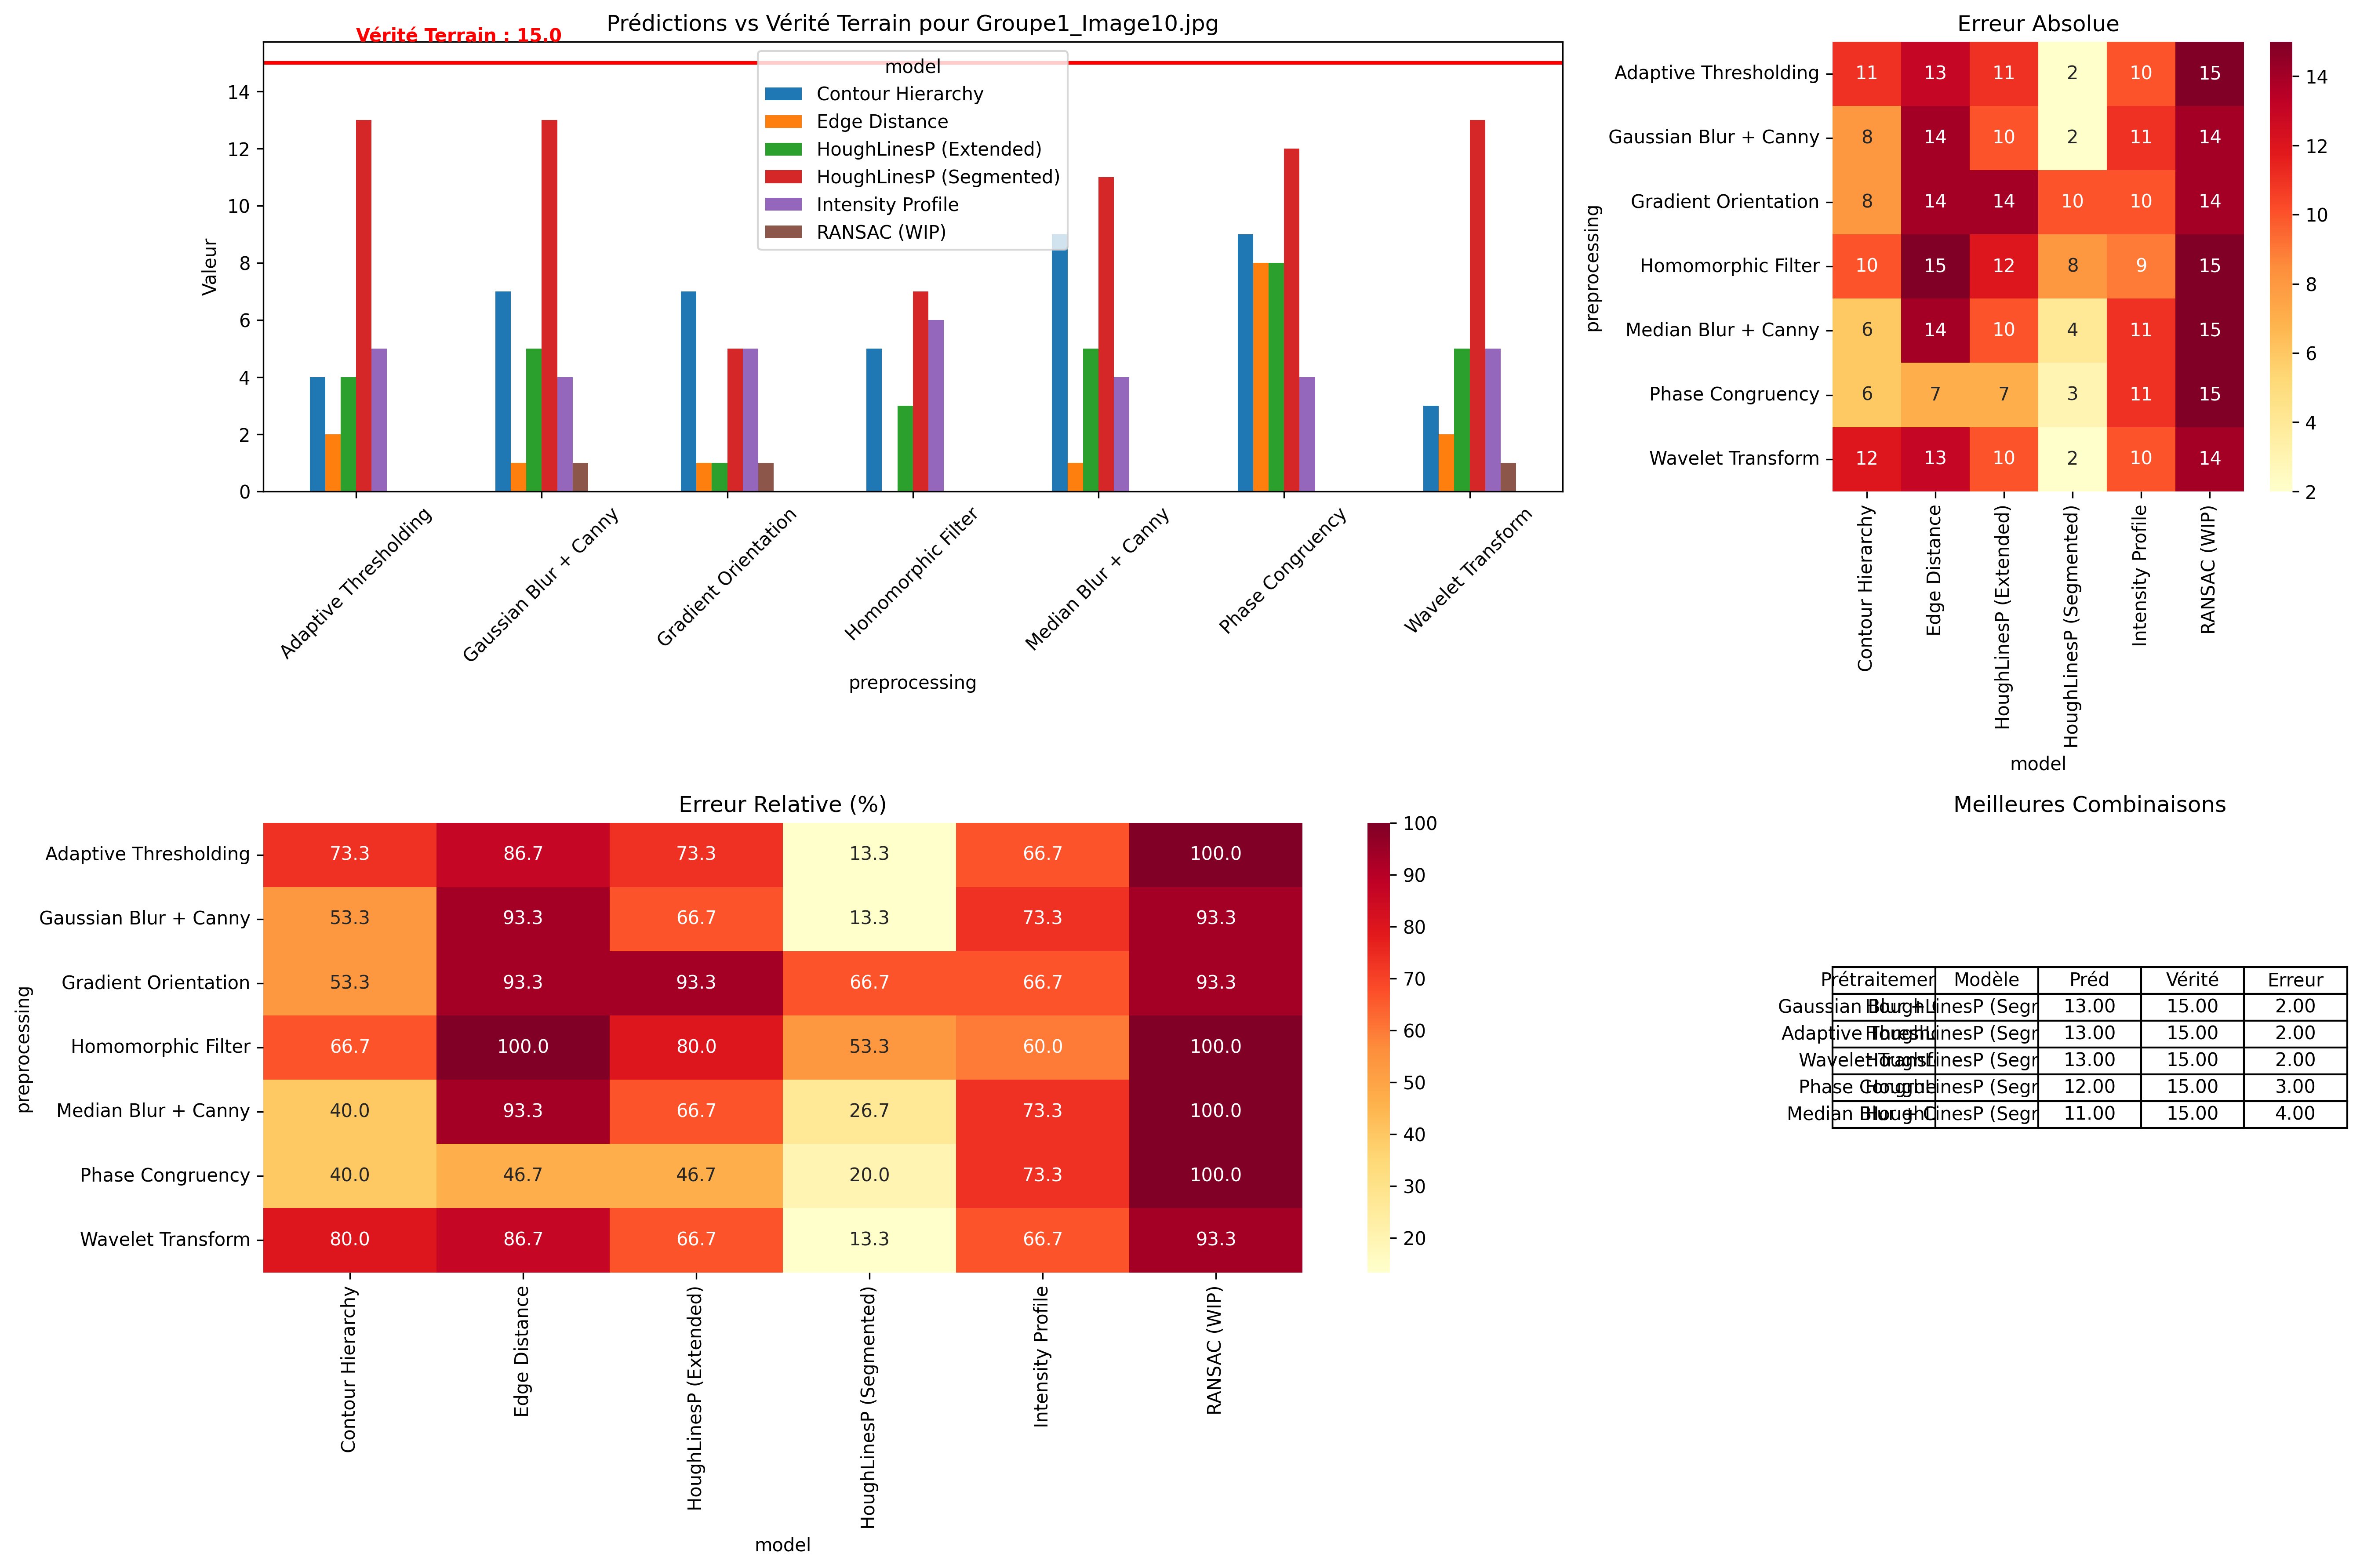 Prédictions vs Vérité Terrain pour Groupe1_Image10.jpg
Vérité Terrain : 15.0
model
Contour Hierarchy
Edge Distance
HoughLinesP (Extended)
HoughLinesP (Segmented)
Intensity Profile
RANSAC (WIP)
Valeur
14
12
10
8
6
4
2
0
Adaptive Thresholding
Gaussian Blur + Canny
Gradient Orientation
Homomorphic Filter
Median Blur + Canny
Phase Congruency
Wavelet Transform
preprocessing
Erreur Absolue
preprocessing
Adaptive Thresholding 11 13 11 2 10 15
Gaussian Blur + Canny 8 14 10 2 11 14
Gradient Orientation 8 14 14 10 10 14
Homomorphic Filter 10 15 12 8 9 15
Median Blur + Canny 6 14 10 4 11 15
Phase Congruency 6 7 7 3 11 15
Wavelet Transform 12 13 10 2 10 14
14
12
10
8
6
4
2
Contour Hierarchy
Edge Distance
HoughLinesP (Extended)
HoughLinesP (Segmented)
Intensity Profile
RANSAC (WIP)
model
Erreur Relative (%)
preprocessing
Adaptive Thresholding 73.3 86.7 73.3 13.3 66.7 100.0
Gaussian Blur + Canny 53.3 93.3 66.7 13.3 73.3 93.3
Gradient Orientation 53.3 93.3 93.3 66.7 66.7 93.3
Homomorphic Filter 66.7 100.0 80.0 53.3 60.0 100.0
Median Blur + Canny 40.0 93.3 66.7 26.7 73.3 100.0
Phase Congruency 40.0 46.7 46.7 20.0 73.3 100.0
Wavelet Transform 80.0 86.7 66.7 13.3 66.7 93.3
100
90
80
70
60
50
40
30
20
Contour Hierarchy
Edge Distance
HoughLinesP (Extended)
HoughLinesP (Segmented)
Intensity Profile
RANSAC (WIP)
model
Meilleures Combinaisons
Prétraitemen Modèle Préd Vérité Erreur
Gaussian (Segr 13.00 15.00 2.00
Adaptive (Segr 13.00 15.00 2.00
Wavelet (Segr 13.00 15.00 2.00
Phase (Segr 12.00 15.00 3.00
Median (Segr 11.00 15.00 4.00